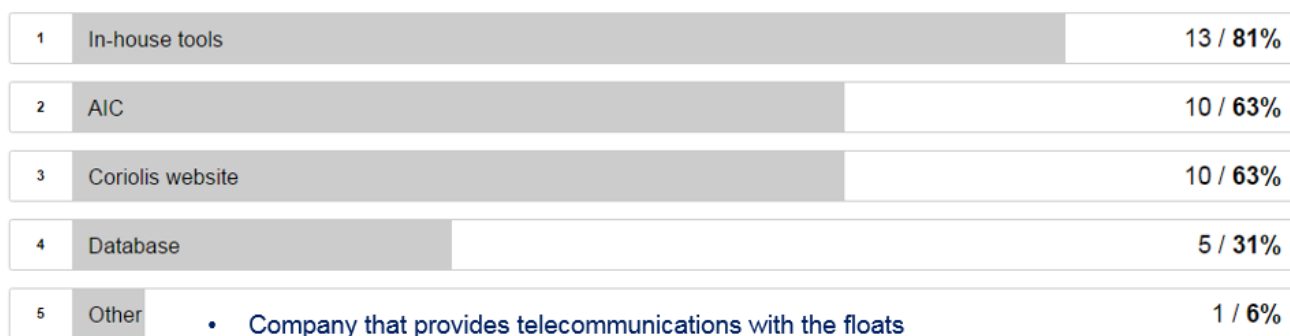 1 In-house tools 13 / 81%
2 AIC 10 / 63%
3 Coriolis website 10 / 63%
4 Database 5 / 31%
5 Other • Company that provides telecommunications with the floats 1 / 6%